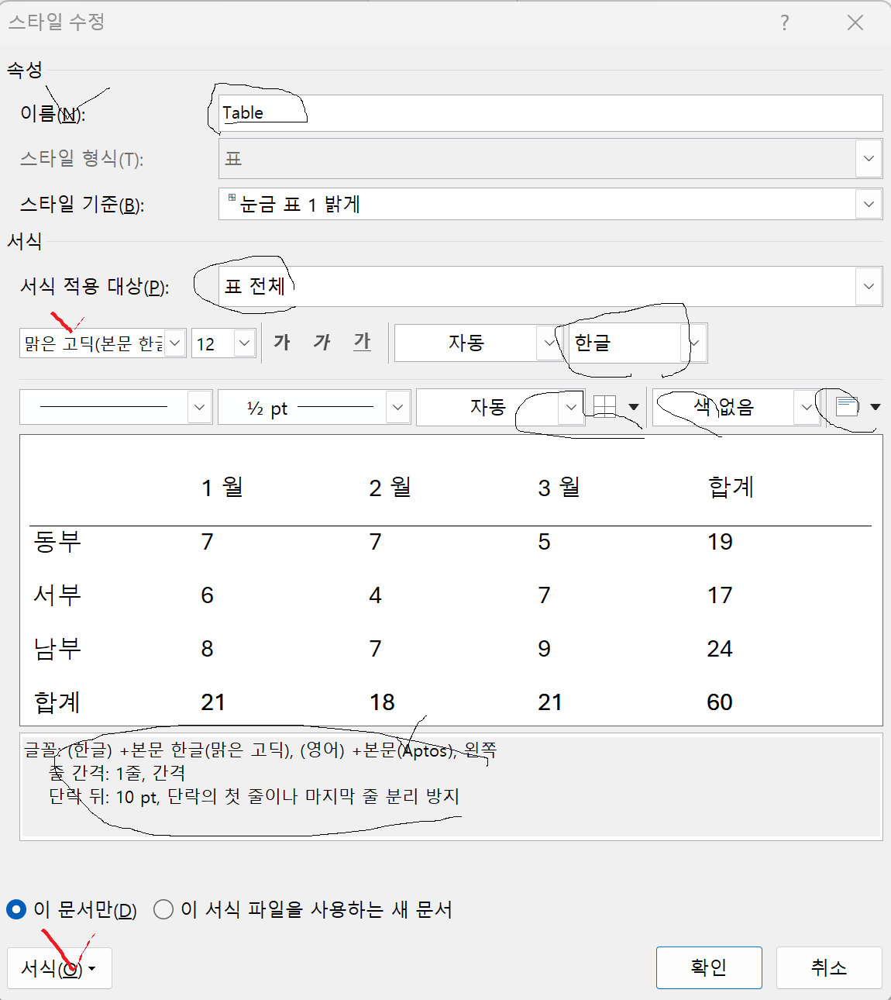 스타일 수정 ?
속성
이름(N): Table
스타일 형식(T): 표
스타일 기준(B): 눈금 표 1 밝게
서식
서식 적용 대상(P): 표 전체
맑은 고딕(본문 한글 12 가 가 가 자동 한글
½ pt 자동 색 없음
1 월 2 월 3 월 합계
동부 7 7 5 19
서부 6 4 7 17
남부 8 7 9 24
합계 21 18 21 60
글꼴: (한글) +본문 한글(맑은 고딕), (영어) +본문(Aptos), 왼쪽
줄 간격: 1줄, 간격
단락 뒤: 10 pt, 단락의 첫 줄이나 마지막 줄 분리 방지
이 문서만(D) 이 서식 파일을 사용하는 새 문서
서식(O) 확인 취소